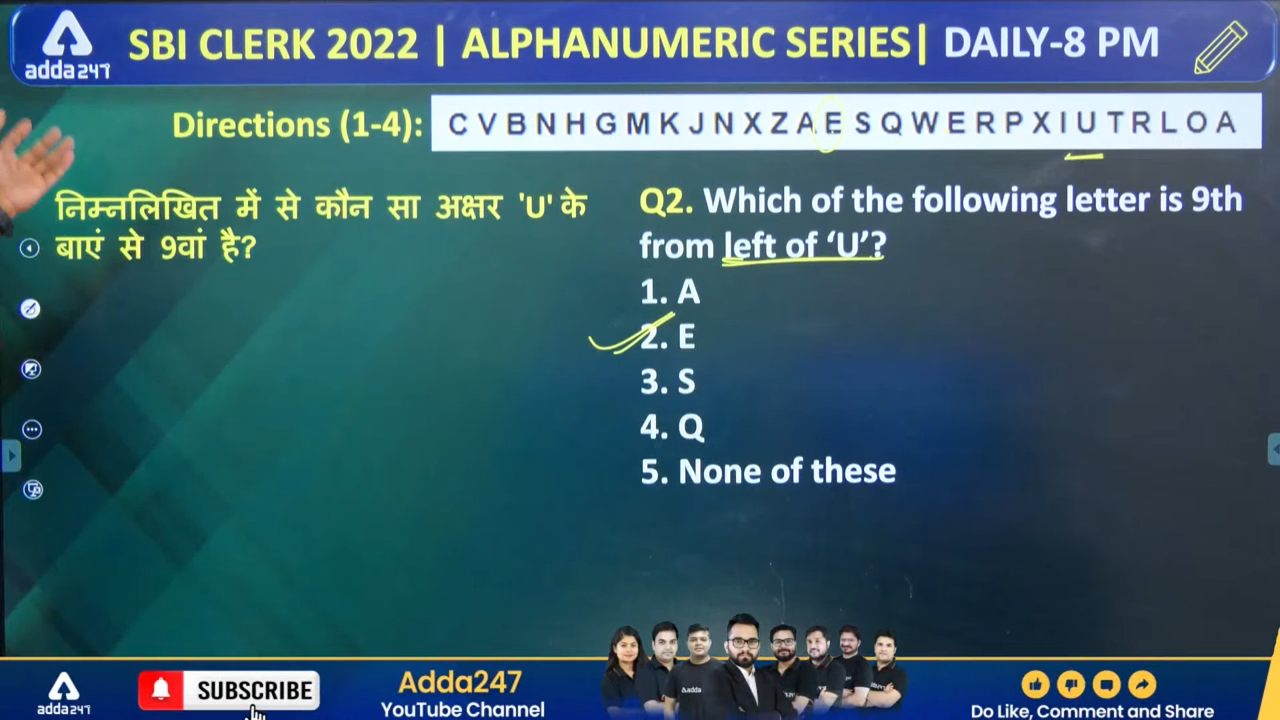 SBI CLERK 2022 | ALPHANUMERIC SERIES| DAILY-8 PM
adda247
Directions (1-4): C V B N H G M K J N X Z A E S Q W E R P X I U T R L O A
निम्नलिखित में से कौन सा अक्षर 'U' के
बाएं से 9वां है?
Q2. Which of the following letter is 9th
from left of ‘U’?
1. A
2. E
3. S
4. Q
5. None of these
adda247
SUBSCRIBE
Adda247
YouTube Channel
Adda
Do Like, Comment and Share